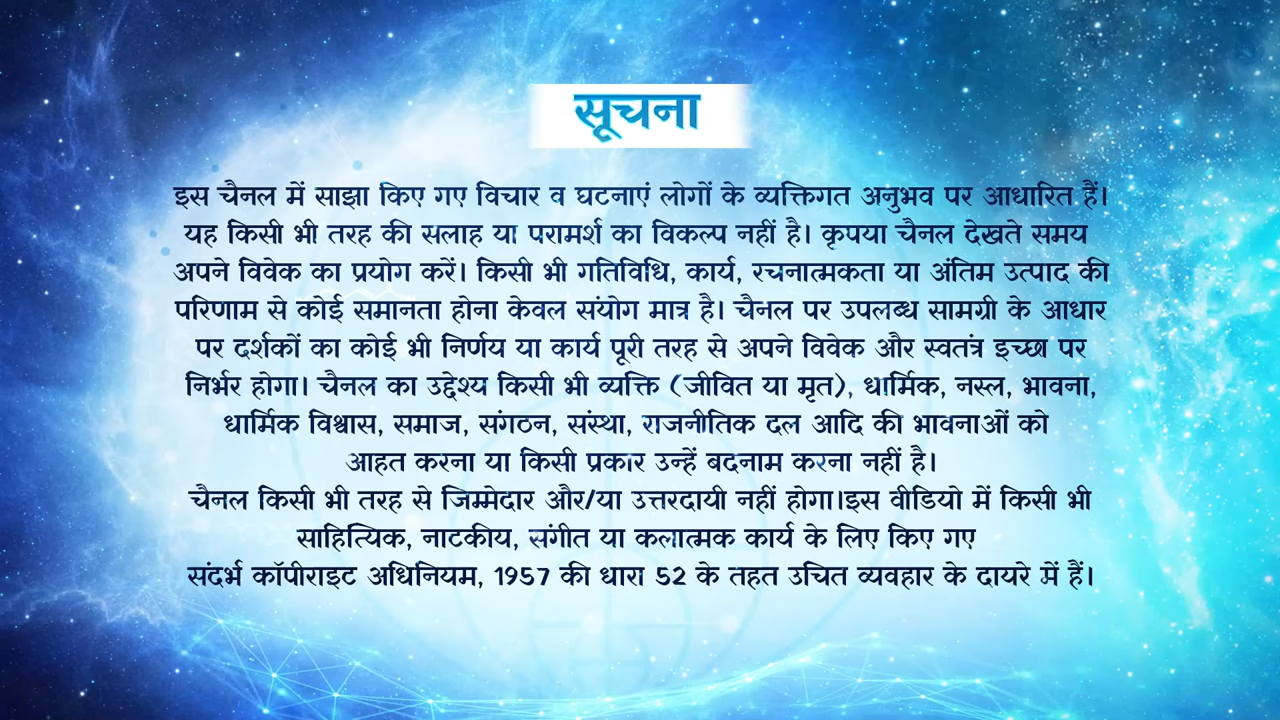 सूचना
इस चैनल में साझा किए गए विचार व घटनाएं लोगों के व्यक्तिगत अनुभव पर आधारित हैं।
यह किसी भी तरह की सलाह या परामर्श का विकल्प नहीं है। कृपया चैनल देखते समय
अपने विवेक का प्रयोग करें। किसी भी गतिविधि, कार्य, रचनात्मकता या अंतिम उत्पाद की
परिणाम से कोई समानता होना केवल संयोग मात्र है। चैनल पर उपलब्ध सामग्री के आधार
पर दर्शकों का कोई भी निर्णय या कार्य पूरी तरह से अपने विवेक और स्वतंत्र इच्छा पर
निर्भर होगा। चैनल का उद्देश्य किसी भी व्यक्ति (जीवित या मृत), धार्मिक, नस्ल, भावना,
धार्मिक विश्वास, समाज, संगठन, संस्था, राजनीतिक दल आदि की भावनाओं को
आहत करना या किसी प्रकार उन्हें बदनाम करना नहीं है।
चैनल किसी भी तरह से जिम्मेदार और/या उत्तरदायी नहीं होगा।इस वीडियो में किसी भी
साहित्यिक, नाटकीय, संगीत या कलात्मक कार्य के लिए किए गए
संदर्भ कॉपीराइट अधिनियम, 1957 की धारा 52 के तहत उचित व्यवहार के दायरे में हैं।